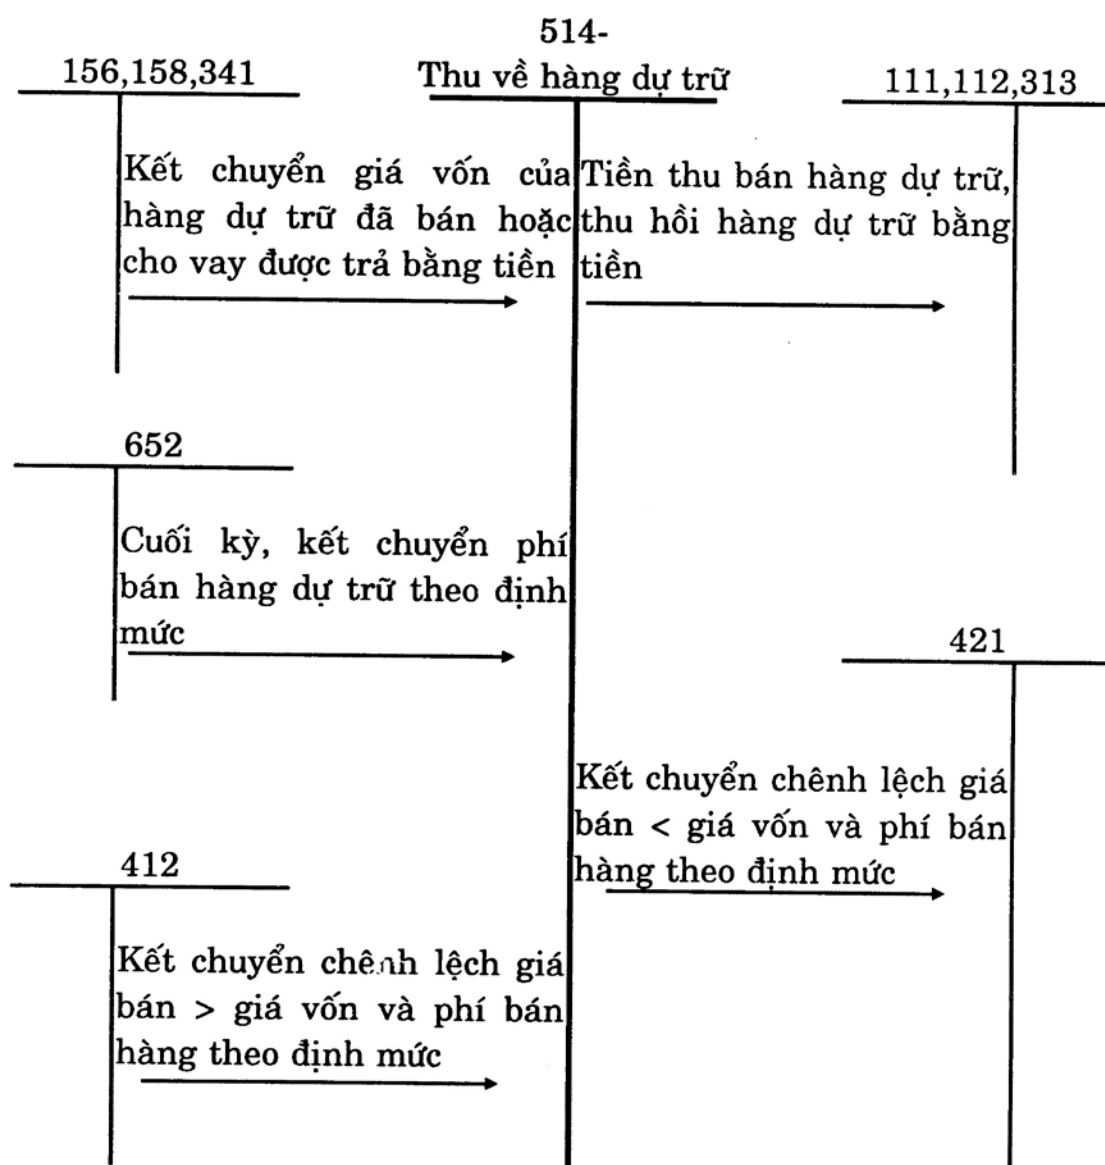 514-
156,158,341
Thu về hàng dự trữ
111,112,313
Kết chuyển giá vốn của
hàng dự trữ đã bán hoặc
cho vay được trả bằng tiền
Tiền thu bán hàng dự trữ,
thu hồi hàng dự trữ bằng
tiền
652
Cuối kỳ, kết chuyển phí
bán hàng dự trữ theo định
mức
421
Kết chuyển chênh lệch giá
bán < giá vốn và phí bán
hàng theo định mức
412
Kết chuyển chênh lệch giá
bán > giá vốn và phí bán
hàng theo định mức